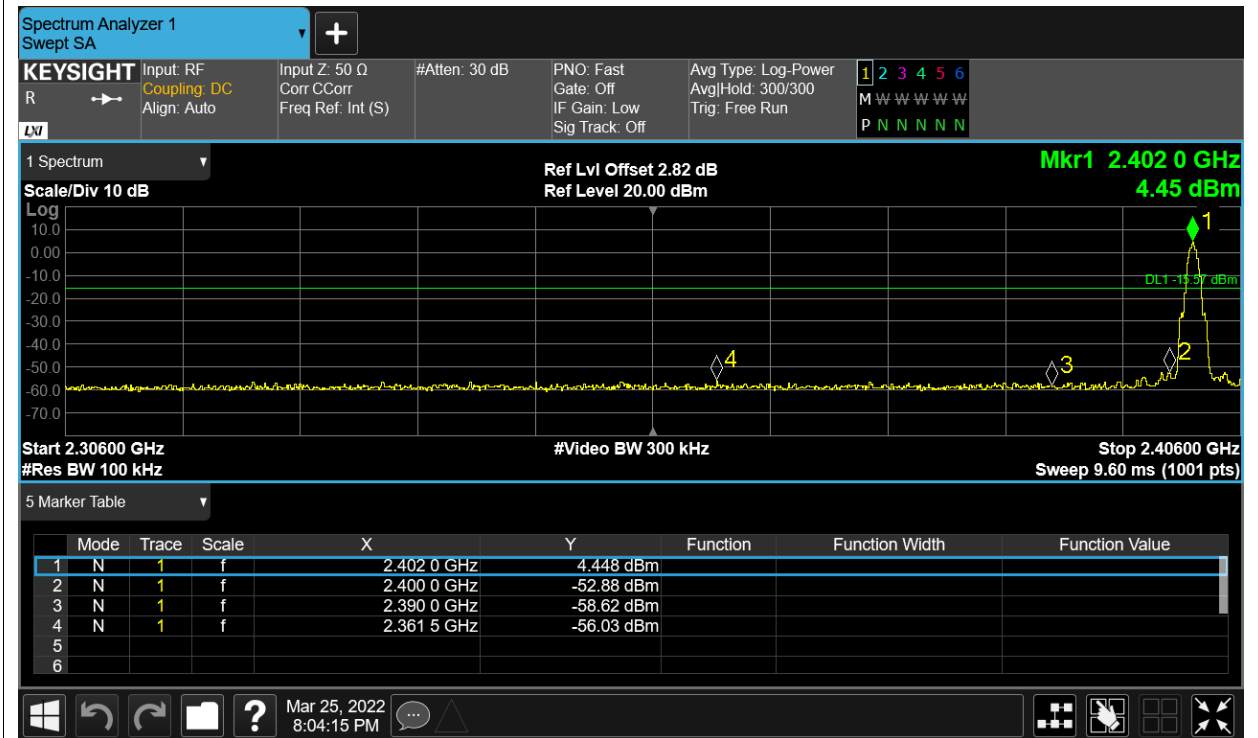 Spectrum Analyzer 1
Swept SA
KEYSIGHT
R
LXI
Input: RF
Coupling: DC
Align: Auto
Input Z: 50 Ω
Corr CCorr
Freq Ref: Int (S)
#Atten: 30 dB
PNO: Fast
Gate: Off
IF Gain: Low
Sig Track: Off
Avg Type: Log-Power
Avg|Hold: 300/300
Trig: Free Run
1 2 3 4 5 6
M W W W W W
P N N N N N
1 Spectrum
Scale/Div 10 dB
Ref Lvl Offset 2.82 dB
Ref Level 20.00 dBm
Mkr1 2.402 0 GHz
4.45 dBm
Log
10.0
0.00
-10.0
-20.0
-30.0
-40.0
-50.0
-60.0
-70.0
1
DL1 -15.57 dBm
2
3
4
Start 2.30600 GHz
#Video BW 300 kHz
Stop 2.40600 GHz
#Res BW 100 kHz
Sweep 9.60 ms (1001 pts)
5 Marker Table
Mode Trace Scale X Y Function Function Width Function Value
1 N 1 f 2.402 0 GHz 4.448 dBm
2 N 1 f 2.400 0 GHz -52.88 dBm
3 N 1 f 2.390 0 GHz -58.62 dBm
4 N 1 f 2.361 5 GHz -56.03 dBm
5
6
?
Mar 25, 2022
8:04:15 PM